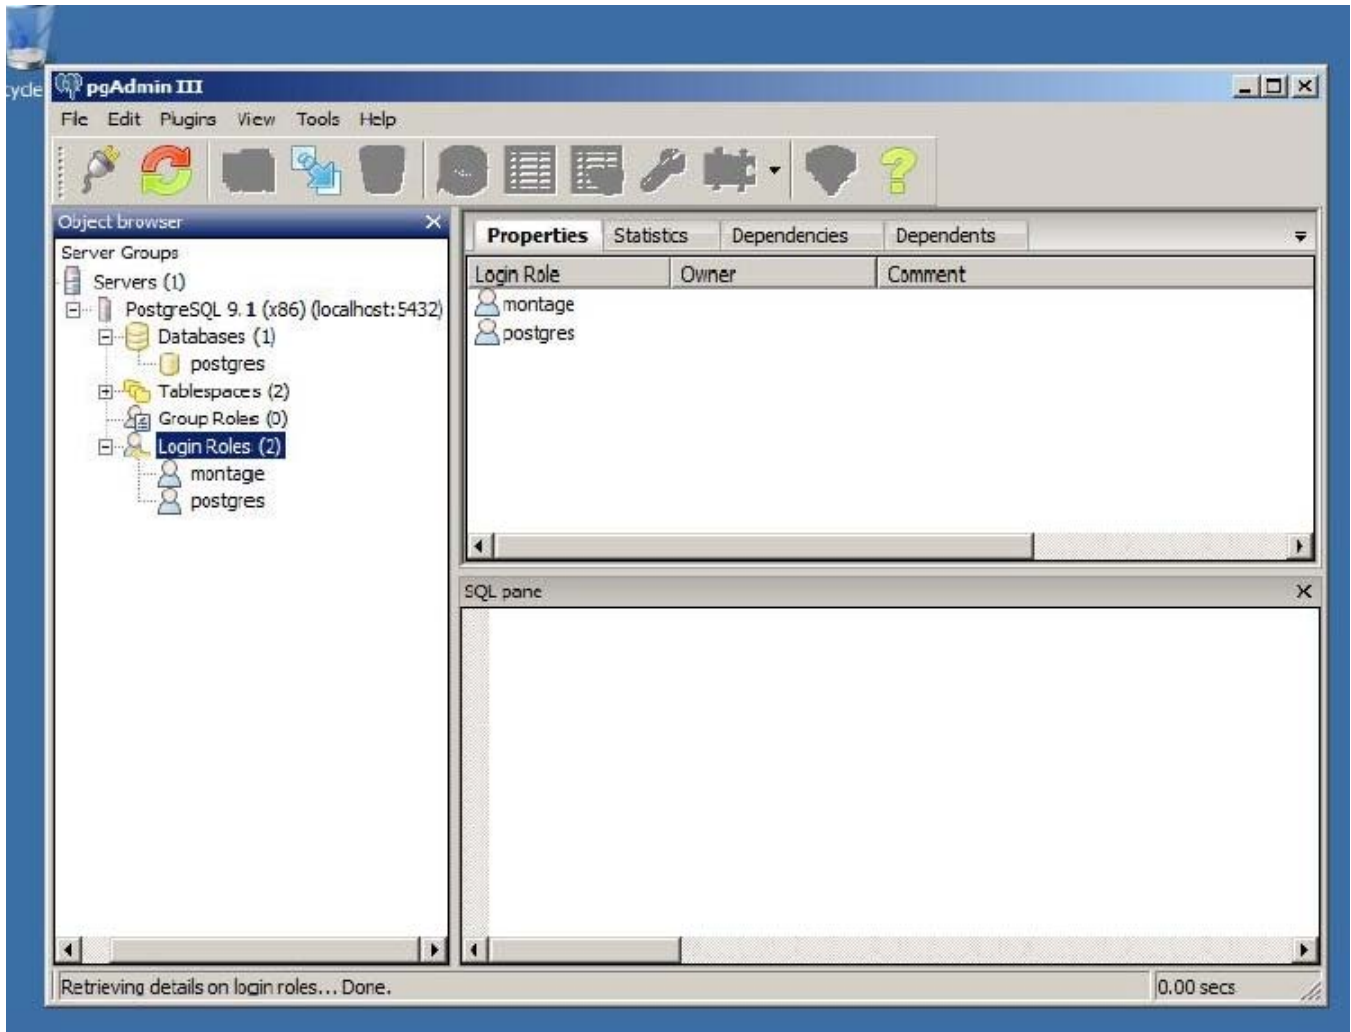 cycle
pgAdmin III
File Edit Plugins View Tools Help
Object browser
Server Groups
Servers (1)
PostgreSQL 9.1 (x86) (localhost:5432)
Databases (1)
postgres
Tablespaces (2)
Group Roles (0)
Login Roles (2)
montage
postgres
Properties Statistics Dependencies Dependents
Login Role Owner Comment
montage
postgres
SQL pane
Retrieving details on login roles... Done.
0.00 secs